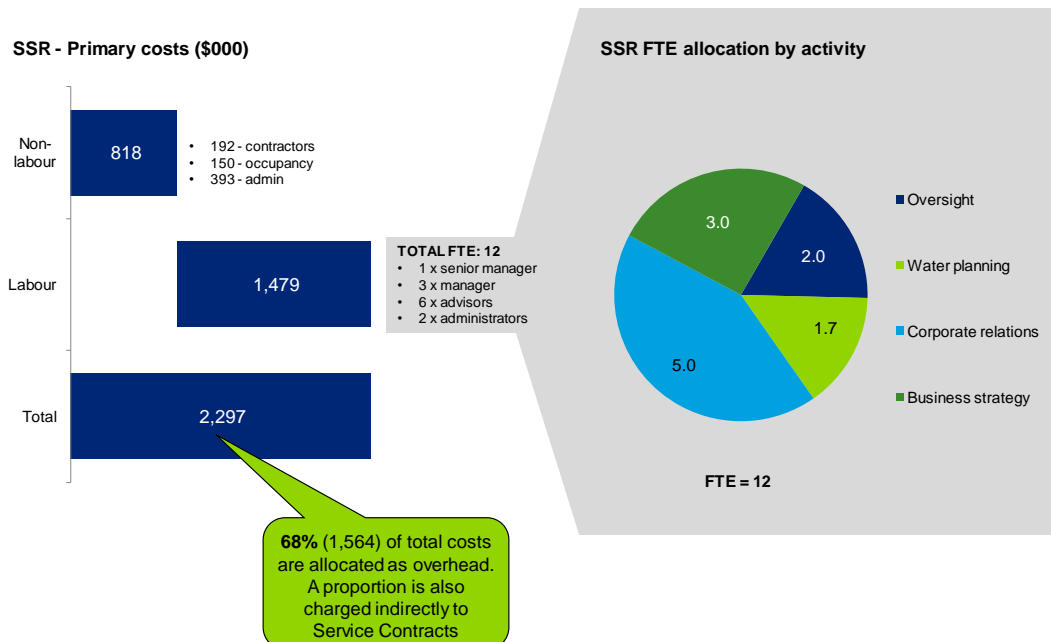 SSR - Primary costs ($000)
Non-
labour
818
• 192 - contractors
• 150 - occupancy
• 393 - admin
Labour
1,479
TOTAL FTE: 12
• 1 x senior manager
• 3 x manager
• 6 x advisors
• 2 x administrators
Total
2,297
68% (1,564) of total costs
are allocated as overhead.
A proportion is also
charged indirectly to
Service Contracts
SSR FTE allocation by activity
3.0
2.0
1.7
5.0
Oversight
Water planning
Corporate relations
Business strategy
FTE = 12